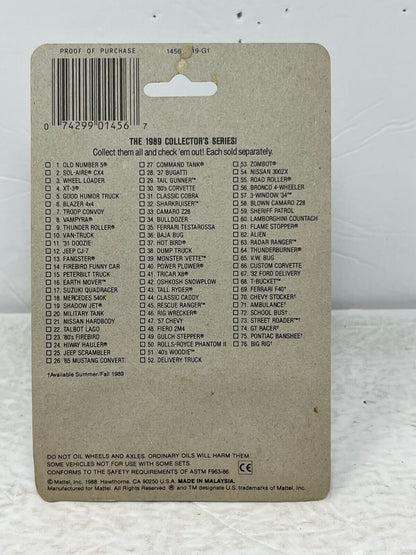 PROOF OF PURCHASE
0 74299 01456 7
THE 1989 COLLECTOR'S SERIES!
Collect them all and check 'em out! Each sold separately.
1. OLD NUMBER 5®
2. SOL-AIRE® CX4
3. WHEEL LOADER
4. XT-3®
5. GOOD HUMOR TRUCK
6. BLAZER 4x4
7. TROOP CONVOY
8. VAMPYRA®
9. THUNDER ROLLER®
10. VAN-TRUCK
11. '31 DOOZIE
12. JEEP CJ-7
13. FANGSTER®
14. FIREBIRD FUNNY CAR
15. PETERBILT TRUCK
16. EARTH MOVER™
17. SUZUKI QUADRACER
18. MERCEDES 540K
19. SHADOW JET®
20. MILITARY TANK
21. NISSAN HARDBODY
22. TALBOT LAGO
23. '80's FIREBIRD
24. HIWAY HAULER®
25. JEEP SCRAMBLER
26. '65 MUSTANG CONVERT.
27. COMMAND TANK®
28. '37 BUGATTI
29. TAIL GUNNER™
30. '80's CORVETTE
31. CLASSIC COBRA
32. SHARKRUISER™
33. CAMARO Z28
34. BULLDOZER
35. FERRARI TESTAROSSA
36. BAJA BUG
37. HOT BIRD®
38. DUMP TRUCK
39. MONSTER VETTE™
40. POWER PLOWER®
41. TRICAR X8®
42. OSHKOSH SNOWPLOW
43. TALL RYDER™
44. CLASSIC CADDY
45. RESCUE RANGER™
46. RIG WRECKER®
47. '57 CHEVY
48. FIERO 2M4
49. GULCH STEPPER®
50. ROLLS-ROYCE PHANTOM II
51. '40's WOODIE™
52. DELIVERY TRUCK
53. ZOMBOT®
54. NISSAN 300ZX
55. ROAD ROLLER®
56. BRONCO 4-WHEELER
57. 3-WINDOW '34™
58. BLOWN CAMARO Z28
59. SHERIFF PATROL
60. LAMBORGHINI COUNTACH
61. FLAME STOPPER®
62. ALIEN
63. RADAR RANGER™
64. THUNDERBURNER®
65. V.W. BUG
66. CUSTOM CORVETTE
67. '32 FORD DELIVERY
68. T-BUCKET™
69. FERRARI F40†
70. CHEVY STOCKER†
71. AMBULANCE†
72. SCHOOL BUS†
73. STREET ROADER™†
74. GT RACER†
75. PONTIAC BANSHEE†
76. BIG RIG†
†Available Summer/Fall 1989
DO NOT OIL WHEELS AND AXLES. ORDINARY OILS WILL HARM THEM.
SOME VEHICLES NOT FOR USE WITH SOME SETS.
CONFORMS TO THE SAFETY REQUIREMENTS OF ASTM F963-86.
CE
© Mattel, Inc. 1988. Hawthorne, CA 90250 U.S.A. MADE IN MALAYSIA.
Manufactured for Mattel. All Rights Reserved. ® and ™ designate U.S. trademarks of Mattel, Inc.